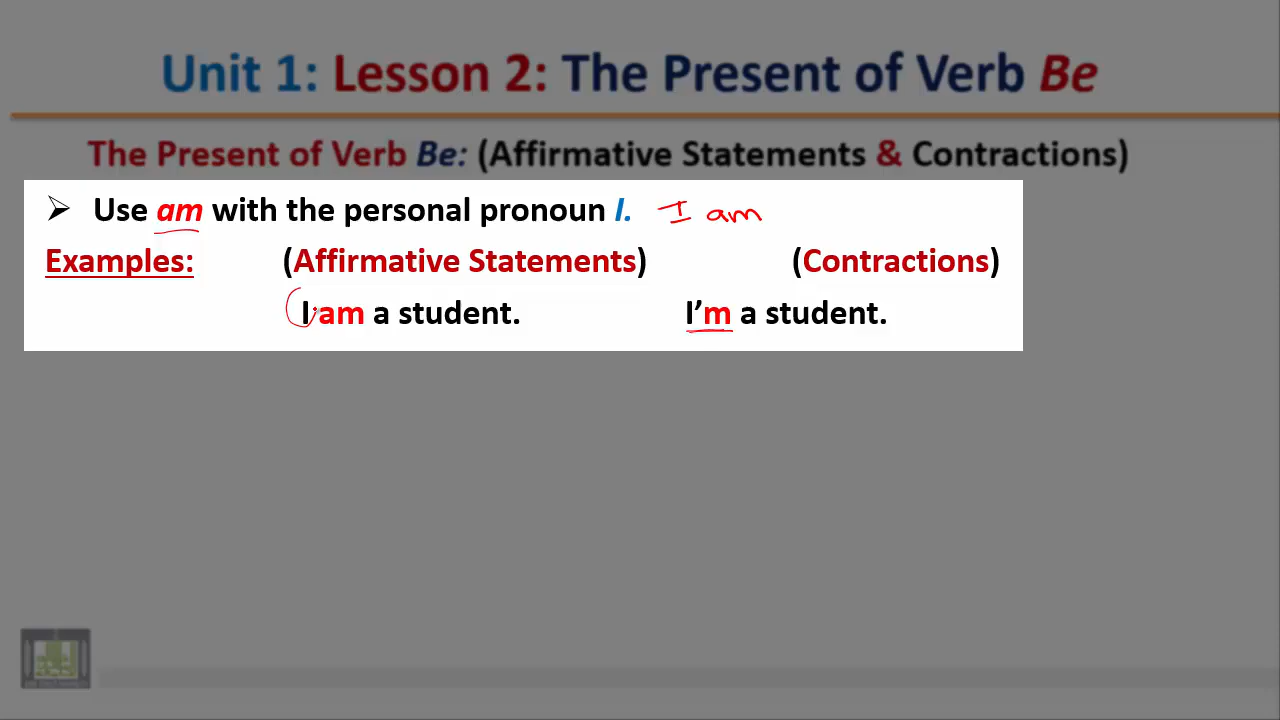 Unit 1: Lesson 2: The Present of Verb Be
The Present of Verb Be: (Affirmative Statements & Contractions)
➢ Use am with the personal pronoun I. I am
Examples: (Affirmative Statements) (Contractions)
I am a student. I’m a student.